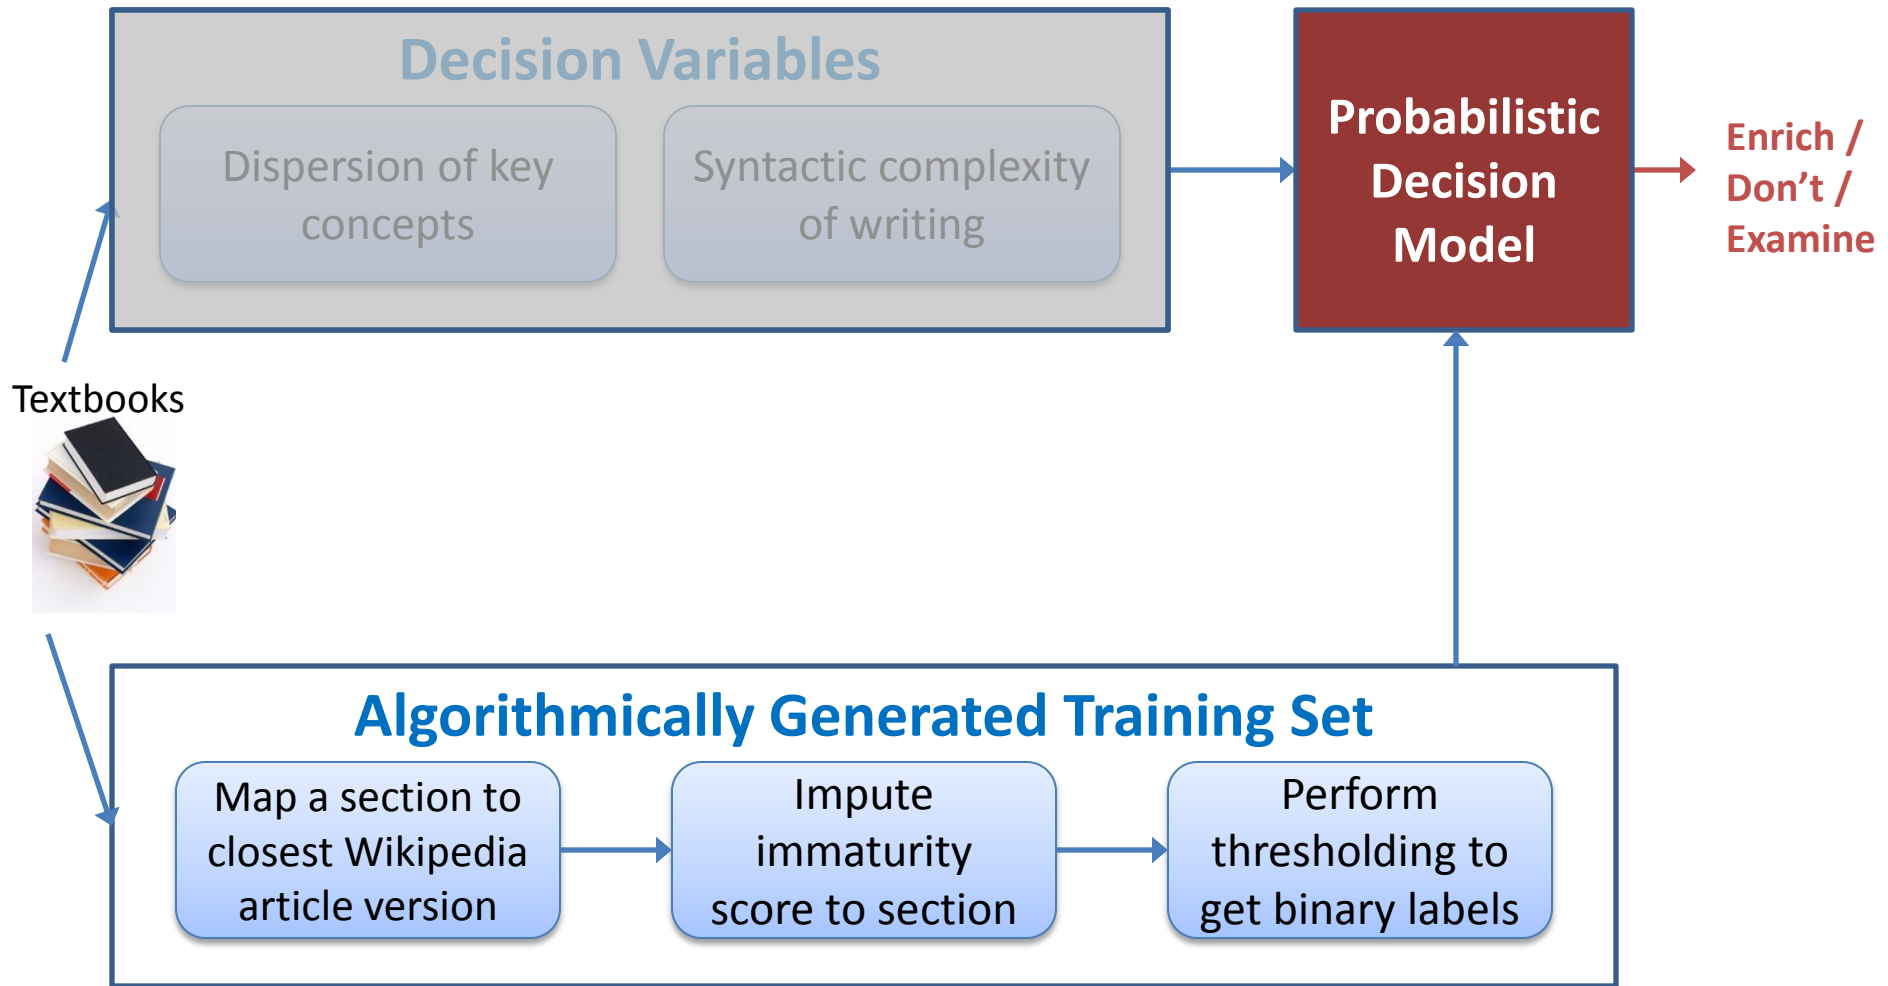 Decision Variables
Dispersion of key
concepts
Syntactic complexity
of writing
Probabilistic
Decision
Model
Enrich /
Don’t /
Examine
Textbooks
Algorithmically Generated Training Set
Map a section to
closest Wikipedia
article version
Impute
immaturity
score to section
Perform
thresholding to
get binary labels